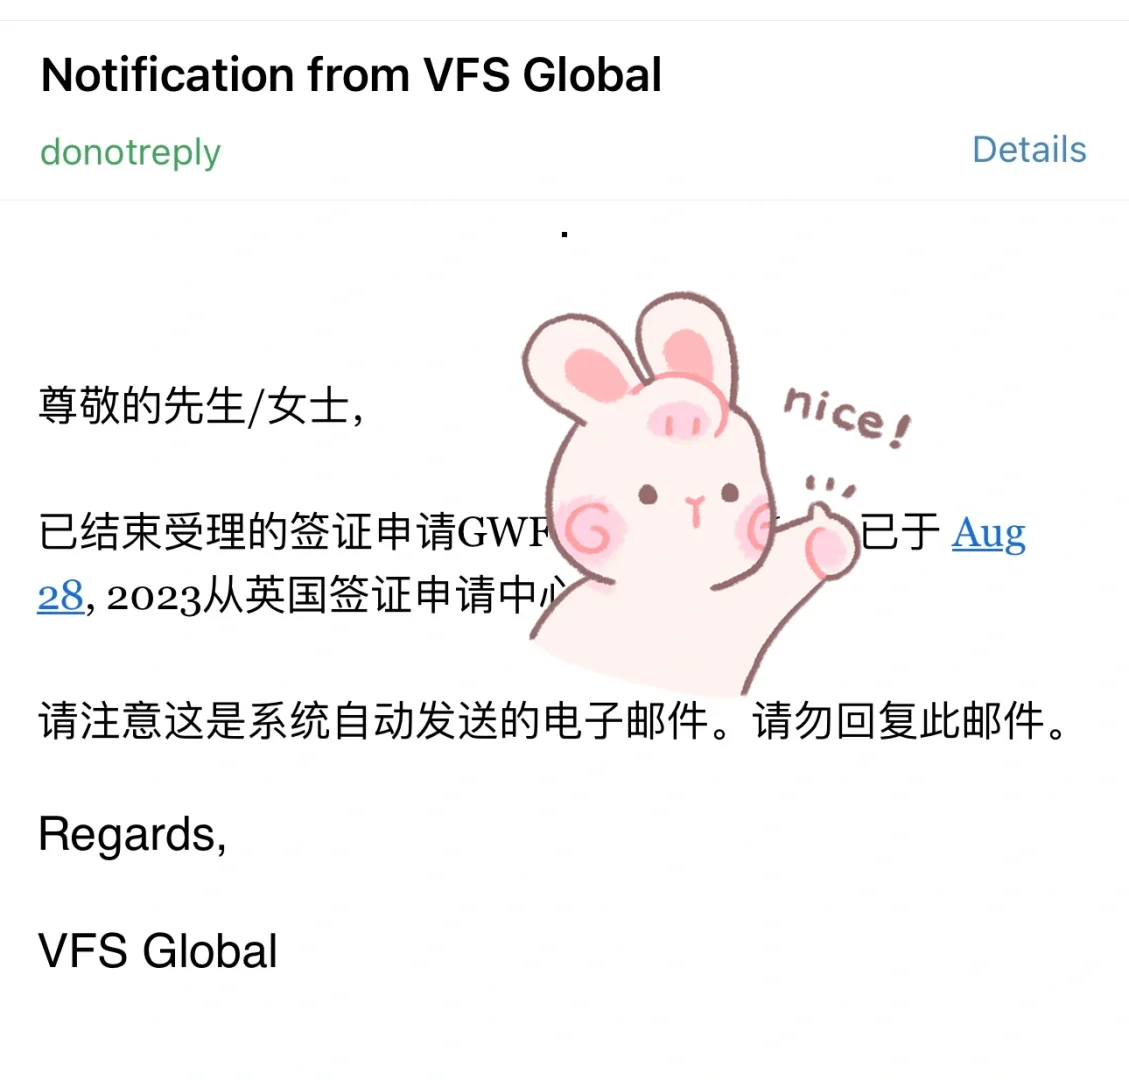 Notification from VFS Global
donotreply
Details
尊敬的先生/女士,
nice!
已结束受理的签证申请GWF 已于 Aug
28, 2023从英国签证申请中心
请注意这是系统自动发送的电子邮件。请勿回复此邮件。
Regards,
VFS Global